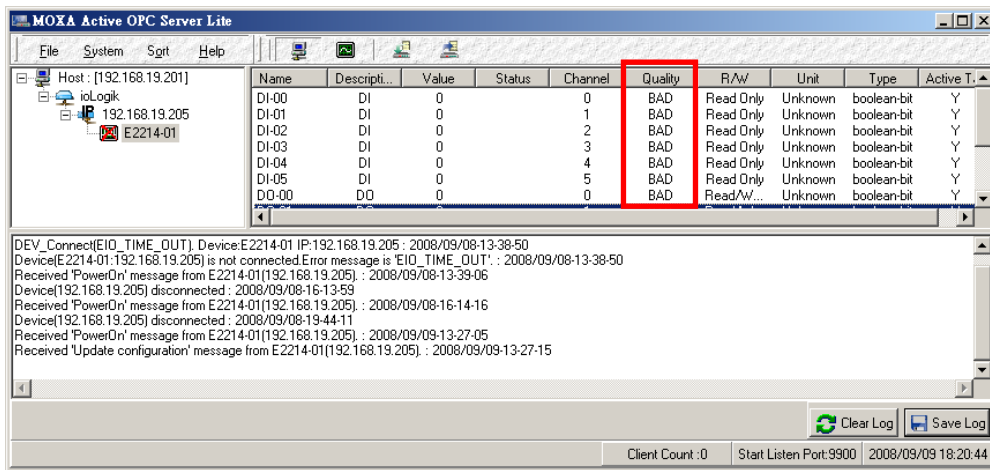 MOXA Active OPC Server Lite
File System Sort Help
Host : [192.168.19.201]
ioLogik
192.168.19.205
E2214-01
Name Descripti... Value Status Channel Quality R/W Unit Type Active T.
DI-00 DI 0 0 BAD Read Only Unknown boolean-bit Y
DI-01 DI 0 1 BAD Read Only Unknown boolean-bit Y
DI-02 DI 0 2 BAD Read Only Unknown boolean-bit Y
DI-03 DI 0 3 BAD Read Only Unknown boolean-bit Y
DI-04 DI 0 4 BAD Read Only Unknown boolean-bit Y
DI-05 DI 0 5 BAD Read Only Unknown boolean-bit Y
DO-00 DO 0 0 BAD Read/W... Unknown boolean-bit Y
DEV_Connect(EIO_TIME_OUT). Device:E2214-01 IP:192.168.19.205 : 2008/09/08-13-38-50
Device(E2214-01:192.168.19.205) is not connected.Error message is 'EIO_TIME_OUT'. : 2008/09/08-13-38-50
Received 'PowerOn' message from E2214-01(192.168.19.205). : 2008/09/08-13-39-06
Device(192.168.19.205) disconnected : 2008/09/08-16-13-59
Received 'PowerOn' message from E2214-01(192.168.19.205). : 2008/09/08-16-14-16
Device(192.168.19.205) disconnected : 2008/09/08-19-44-11
Received 'PowerOn' message from E2214-01(192.168.19.205). : 2008/09/09-13-27-05
Received 'Update configuration' message from E2214-01(192.168.19.205). : 2008/09/09-13-27-15
Clear Log Save Log
Client Count :0 Start Listen Port:9900 2008/09/09 18:20:44